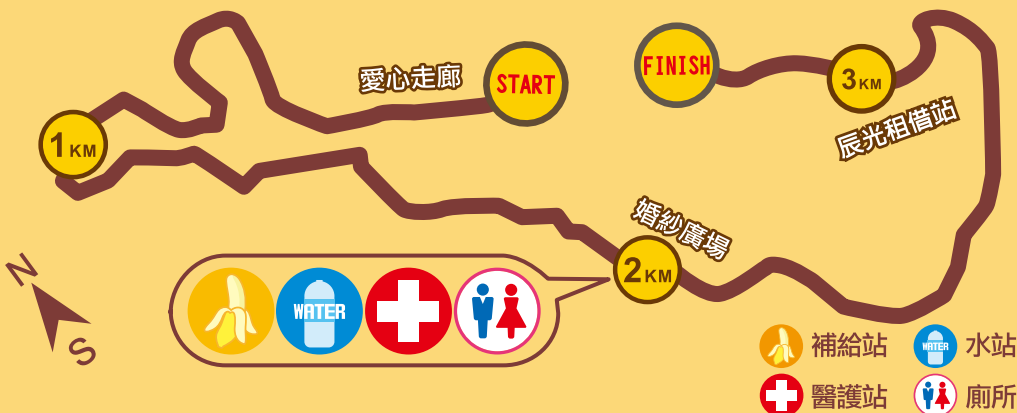 愛心走廊
START
FINISH
3KM
辰光租借站
1KM
婚紗廣場
2KM
N
S
WATER
補給站
WATER
水站
醫護站
廁所